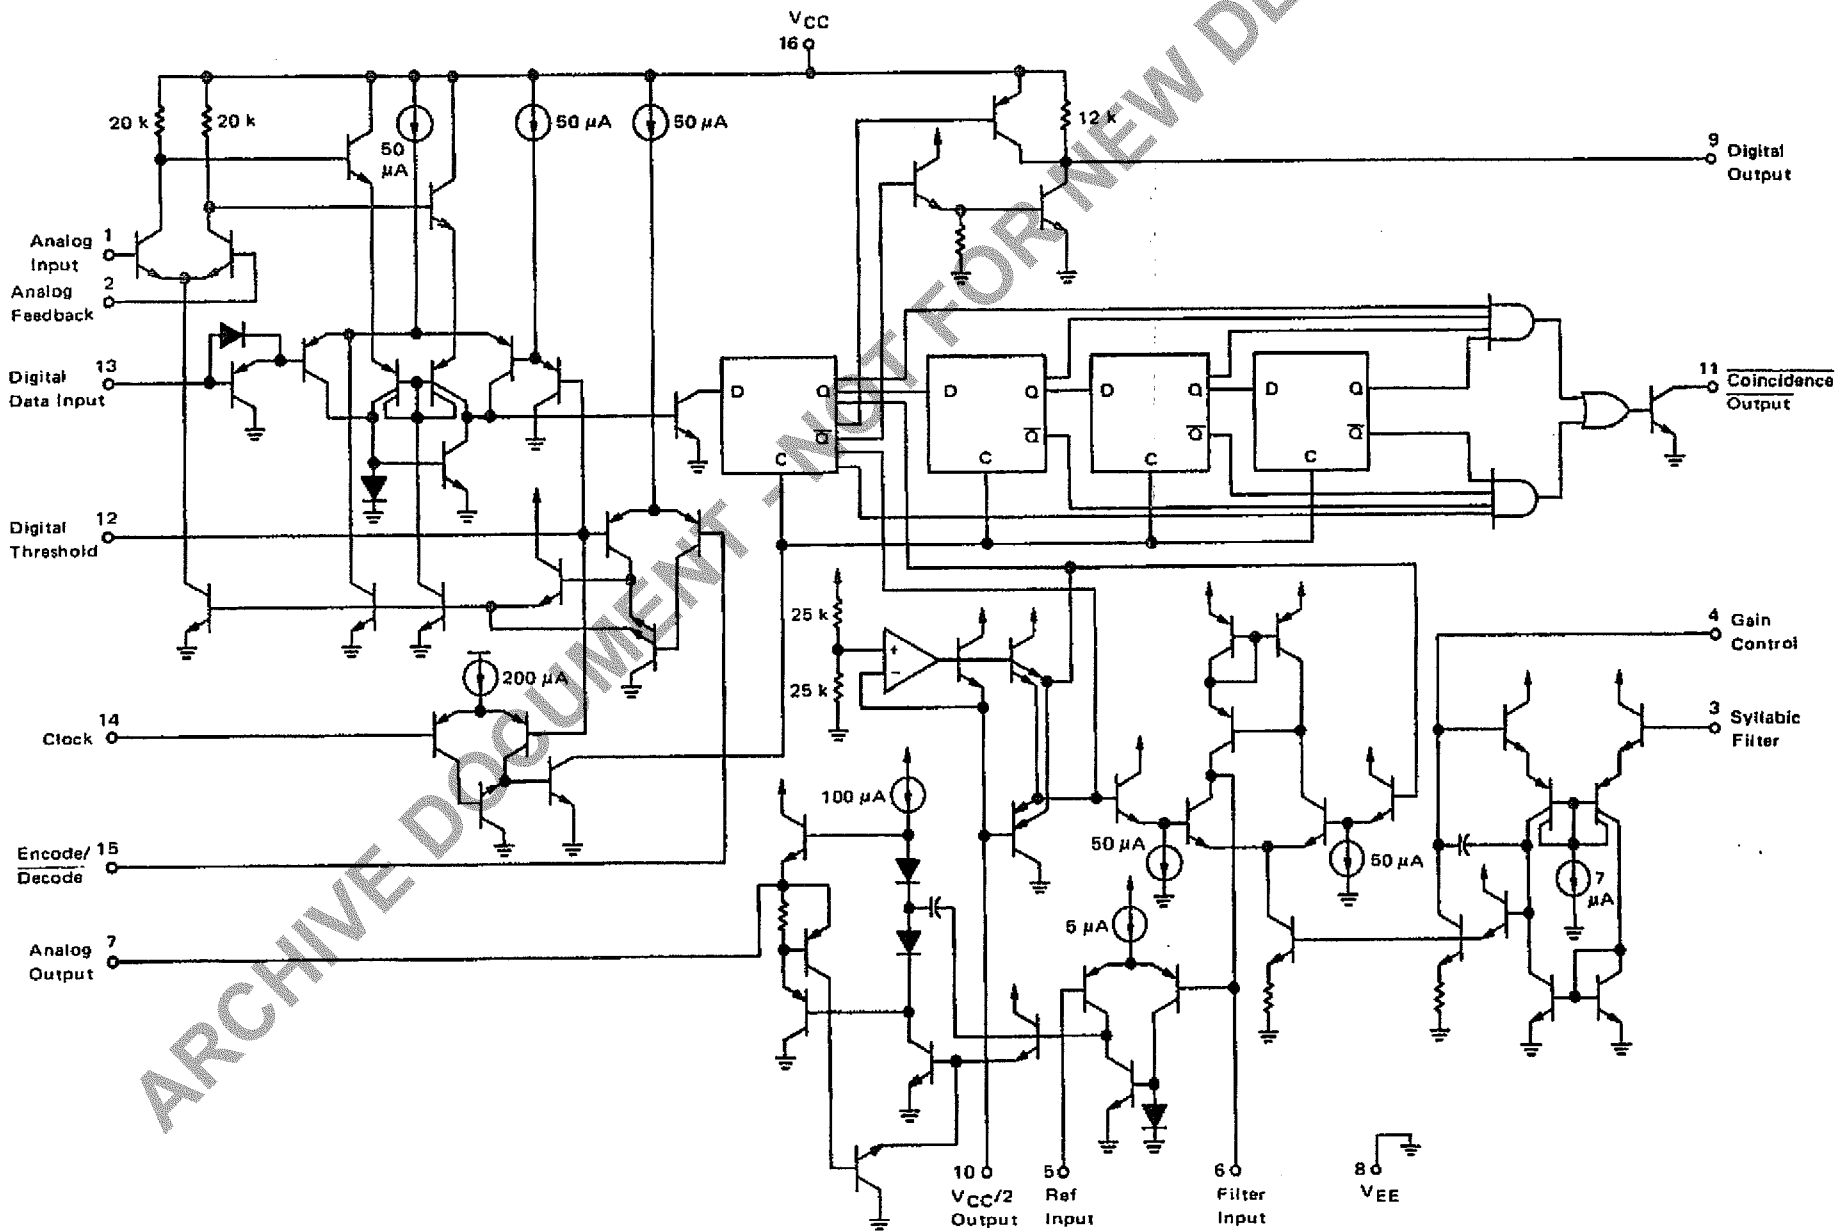 VCC
16
20 k
20 k
50
µA
50 µA
50 µA
12 k
9 Digital
Output
Analog 1
Input
Analog 2
Feedback
Digital 13
Data Input
D
Q
Q̅
C
D
Q
Q̅
C
D
Q
Q̅
C
D
Q
Q̅
C
11 Coincidence
Output
Digital 12
Threshold
25 k
25 k
+
−
4 Gain
Control
3 Syllabic
Filter
200 µA
Clock 14
100 µA
50 µA
50 µA
7
µA
Encode/ 15
Decode
5 µA
Analog 7
Output
10
VCC/2
Output
5
Ref
Input
6
Filter
Input
8
VEE
ARCHIVE DOCUMENT - NOT FOR NEW DE